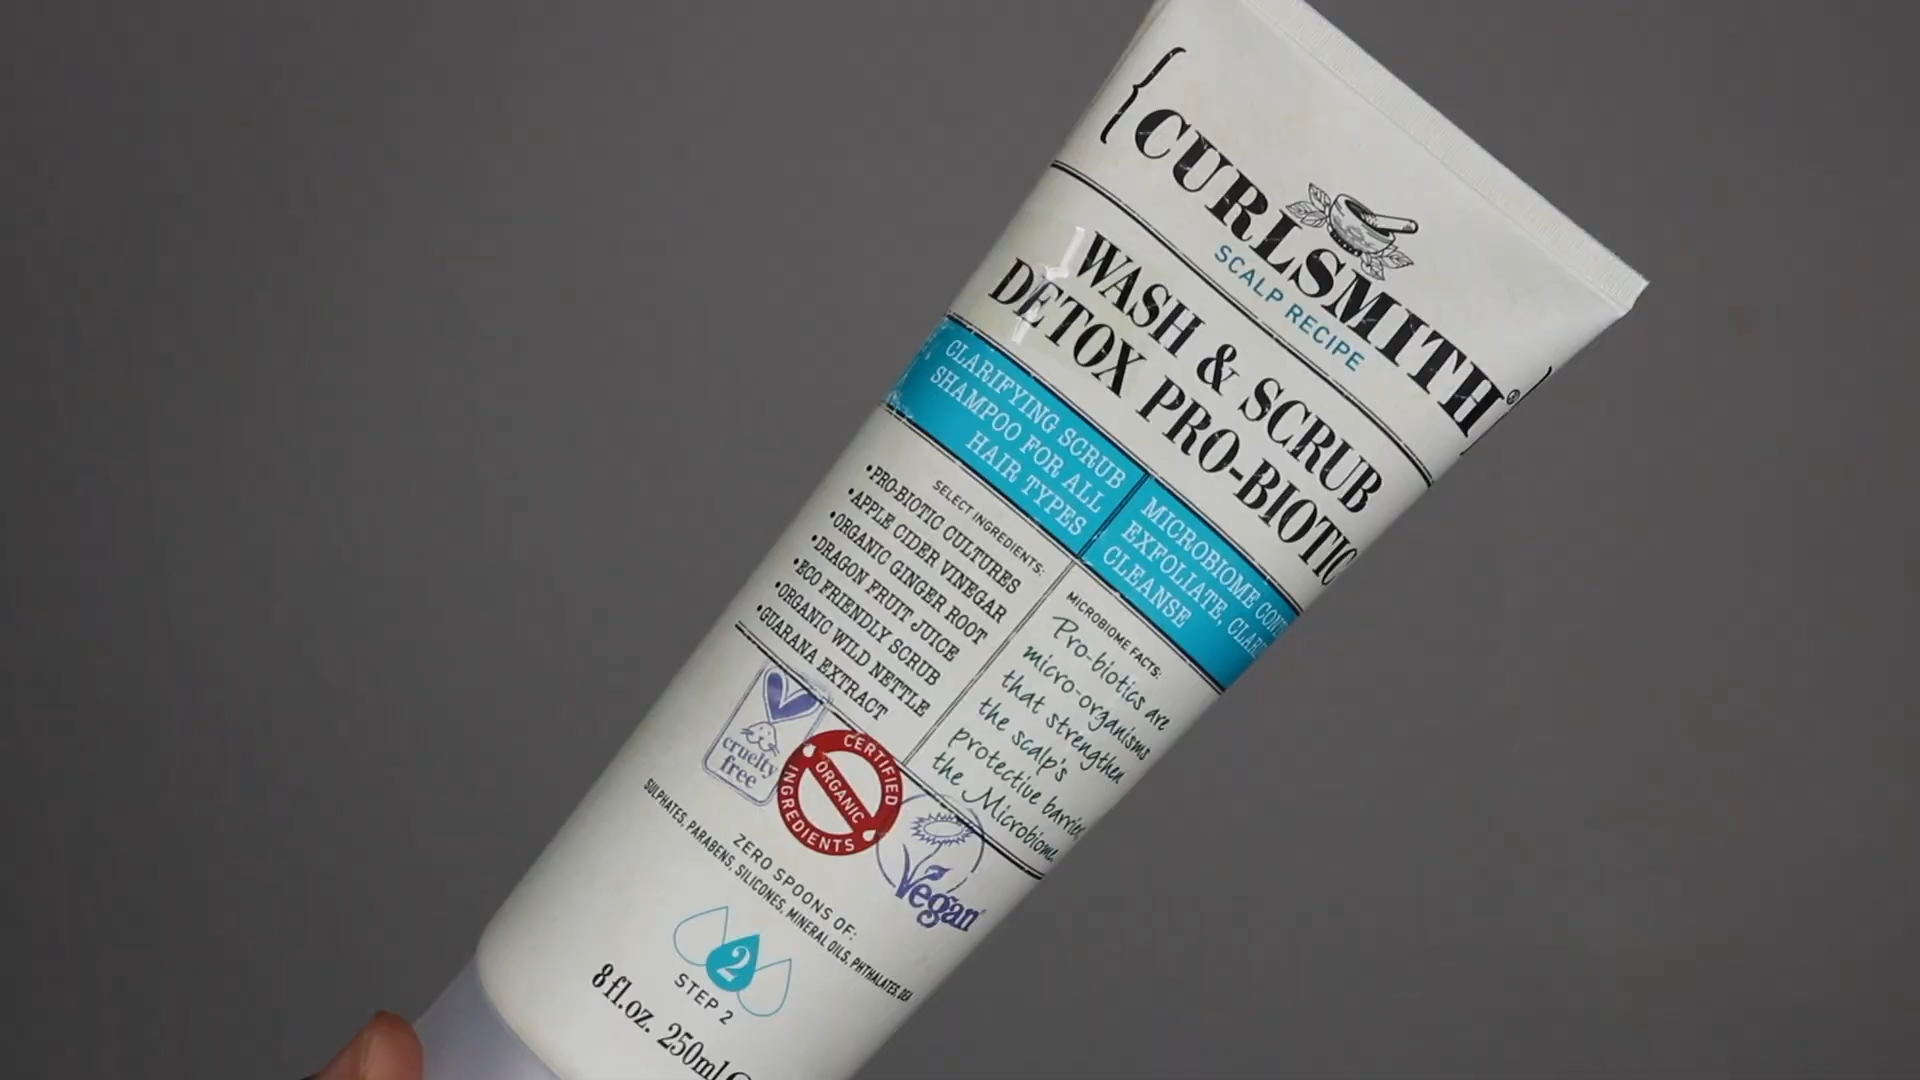 {CURLSMITH®}
SCALP RECIPE
WASH & SCRUB
DETOX PRO-BIOTIC
CLARIFYING SCRUB
SHAMPOO FOR ALL
HAIR TYPES
MICROBIOME
EXFOLIATE,
CLEANSE
SELECT INGREDIENTS:
•PRO-BIOTIC CULTURES
•APPLE CIDER VINEGAR
•ORGANIC GINGER ROOT
•DRAGON FRUIT JUICE
•ECO FRIENDLY SCRUB
•ORGANIC WILD NETTLE
•GUARANA EXTRACT
MICROBIOME FACTS:
Pro-biotics are
micro-organisms
that strengthen
the scalp's
protective barrier,
the Microbiome.
cruelty
free
CERTIFIED
ORGANIC
INGREDIENTS
Vegan
ZERO SPOONS OF:
SULPHATES, PARABENS, SILICONES, MINERAL OILS, PHTHALATES, DEA
2
STEP 2
8 fl.oz. 250ml